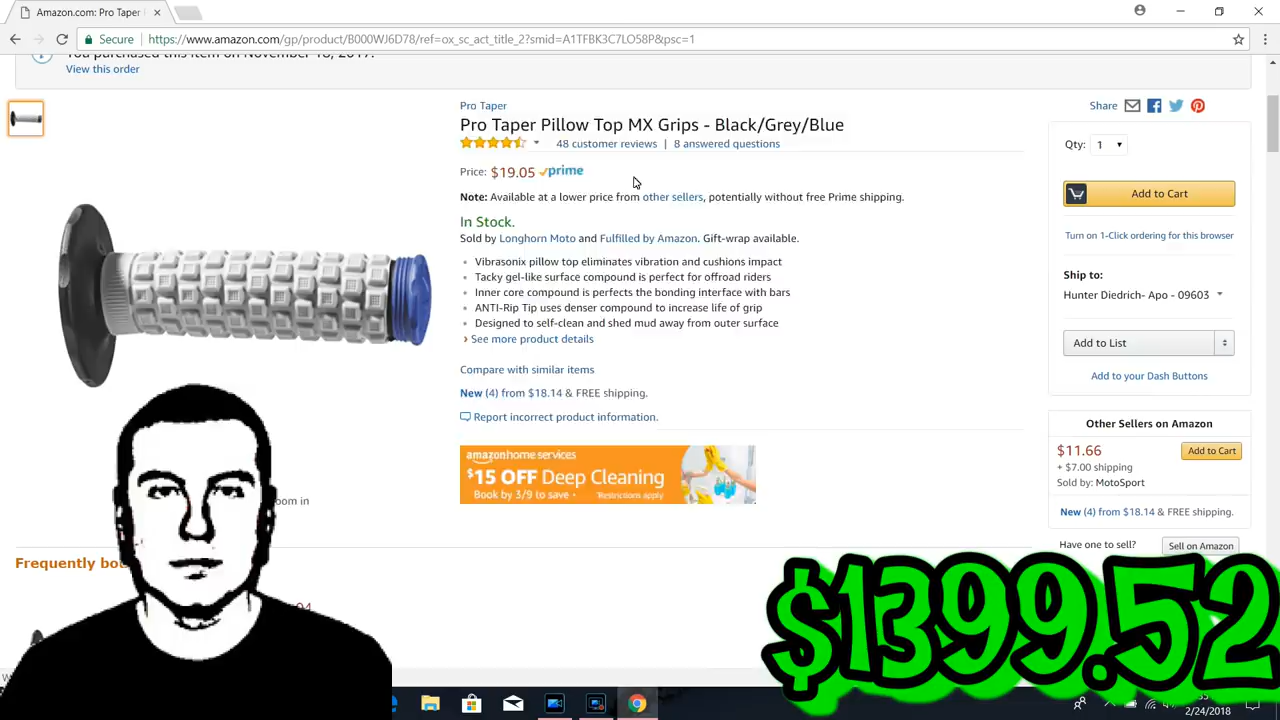 Amazon.com: Pro Taper
Secure
https://www.amazon.com/gp/product/B000WJ6D78/ref=ox_sc_act_title_2?smid=A1TFBK3C7LO58P&psc=1
You purchased this item on November 18, 2017.
View this order
Pro Taper
Share
Pro Taper Pillow Top MX Grips - Black/Grey/Blue
48 customer reviews | 8 answered questions
Price: $19.05 prime
Note: Available at a lower price from other sellers, potentially without free Prime shipping.
In Stock.
Sold by Longhorn Moto and Fulfilled by Amazon. Gift-wrap available.
• Vibrasonix pillow top eliminates vibration and cushions impact
• Tacky gel-like surface compound is perfect for offroad riders
• Inner core compound is perfects the bonding interface with bars
• ANTI-Rip Tip uses denser compound to increase life of grip
• Designed to self-clean and shed mud away from outer surface
› See more product details
Compare with similar items
New (4) from $18.14 & FREE shipping.
Report incorrect product information.
amazonhome services
$15 OFF Deep Cleaning
Book by 3/9 to save • *Restrictions apply
Qty: 1
Add to Cart
Turn on 1-Click ordering for this browser
Ship to:
Hunter Diedrich- Apo - 09603
Add to List
Add to your Dash Buttons
Other Sellers on Amazon
$11.66 Add to Cart
+ $7.00 shipping
Sold by: MotoSport
New (4) from $18.14 & FREE shipping.
Have one to sell? Sell on Amazon
oom in
Frequently bou
$1399.52
2/24/2018